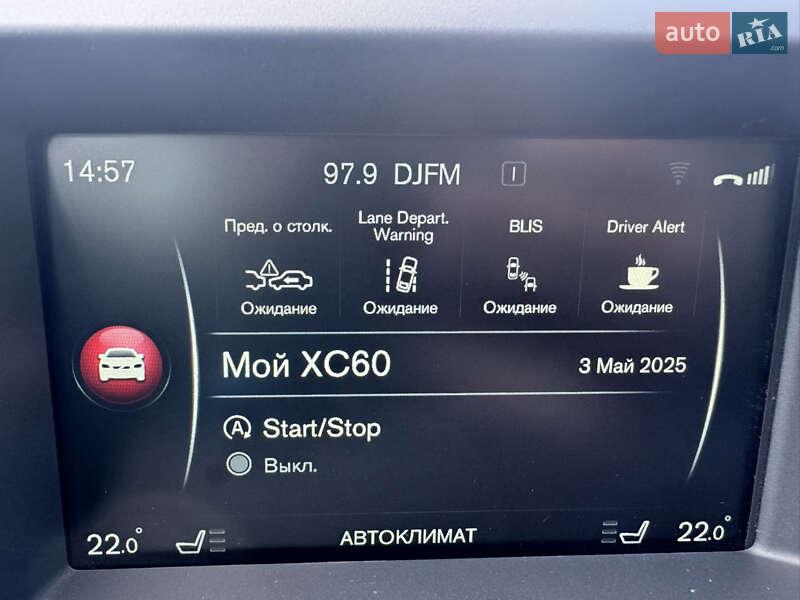 auto RIA .com
14:57
97.9 DJFM I
Пред. о столк.
Ожидание
Lane Depart.
Warning
Ожидание
BLIS
Ожидание
Driver Alert
Ожидание
Мой XC60
3 Май 2025
A Start/Stop
Выкл.
22.0°
АВТОКЛИМАТ
22.0°